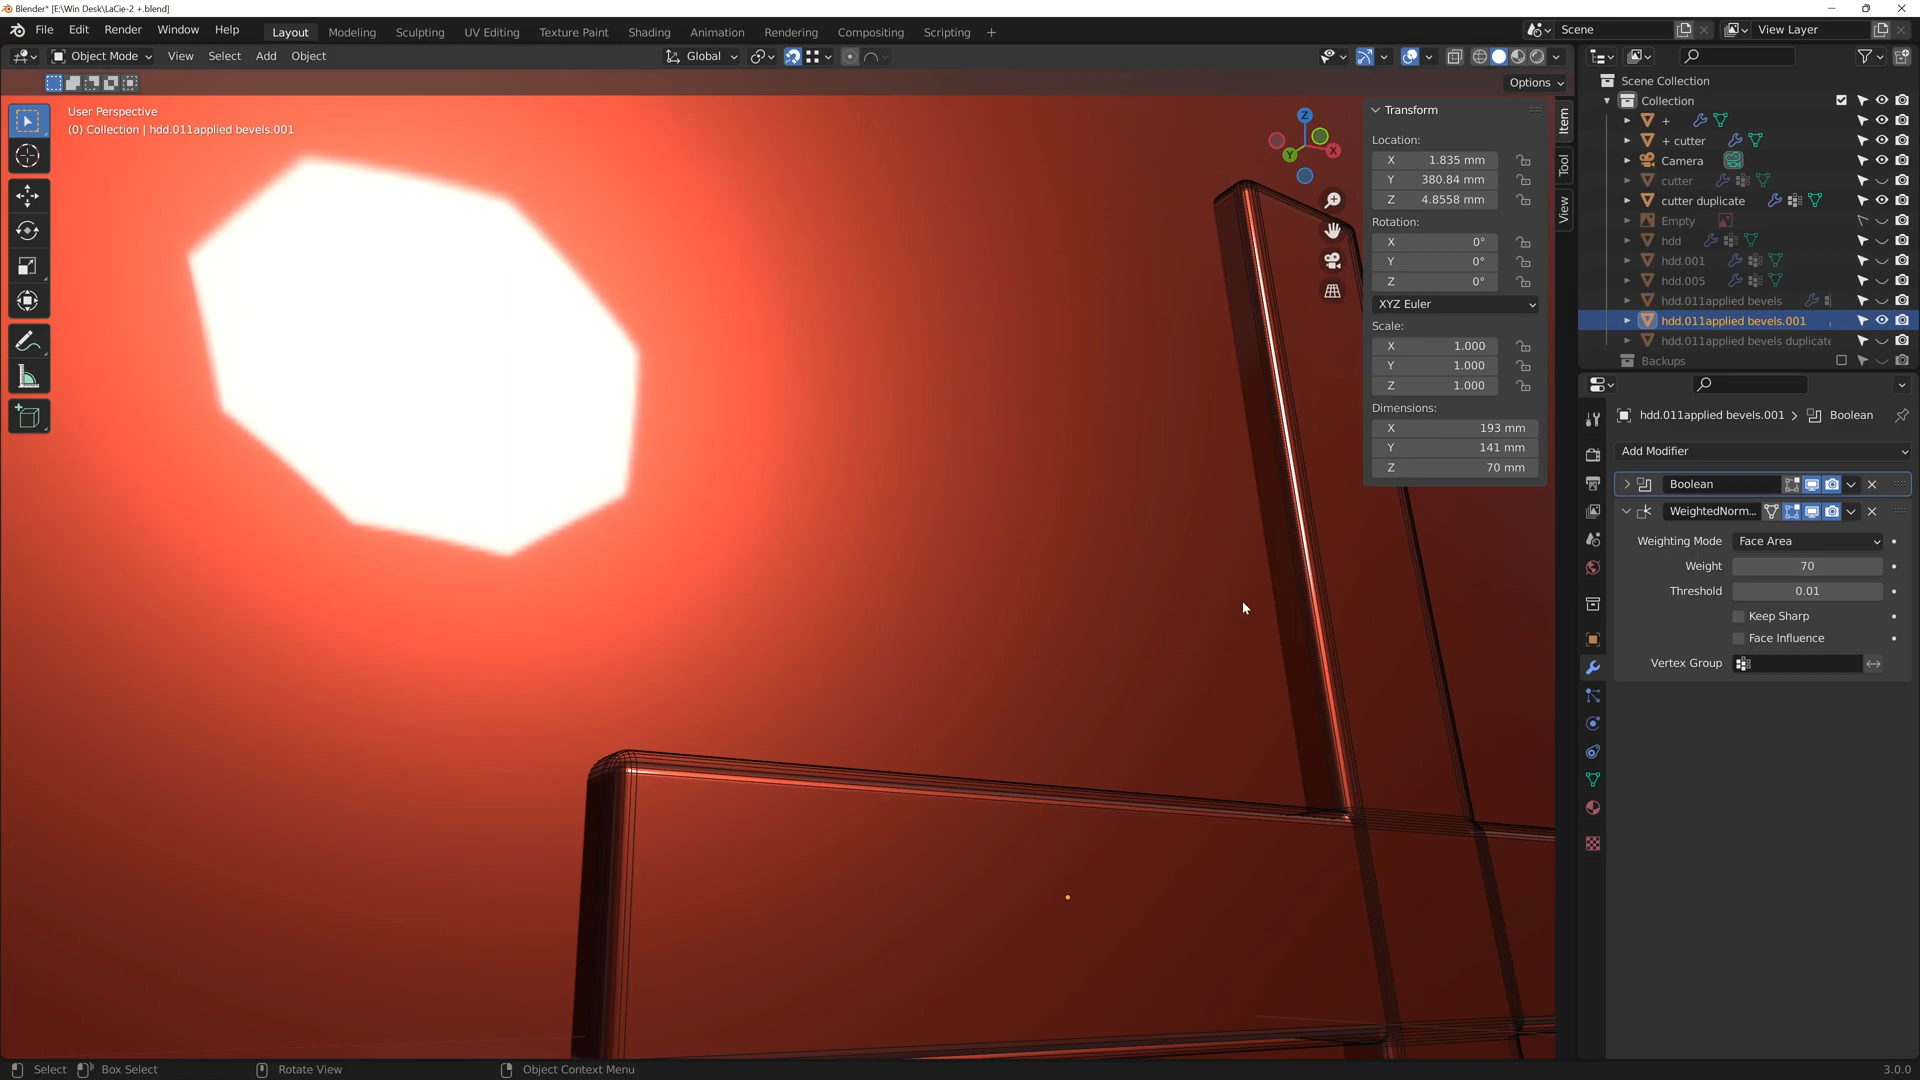 Blender* [E:\Win Desk\LaCie-2 +.blend]
File Edit Render Window Help Layout Modeling Sculpting UV Editing Texture Paint Shading Animation Rendering Compositing Scripting + Scene View Layer
Object Mode View Select Add Object Global
Options
User Perspective
(0) Collection | hdd.011applied bevels.001
Z
X
Y
Transform
Location:
X 1.835 mm
Y 380.84 mm
Z 4.8558 mm
Rotation:
X 0°
Y 0°
Z 0°
XYZ Euler
Scale:
X 1.000
Y 1.000
Z 1.000
Dimensions:
X 193 mm
Y 141 mm
Z 70 mm
Item
Tool
View
Scene Collection
Collection
+
+ cutter
Camera
cutter
cutter duplicate
Empty
hdd
hdd.001
hdd.005
hdd.011applied bevels
hdd.011applied bevels.001
hdd.011applied bevels duplicate
Backups
hdd.011applied bevels.001 > Boolean
Add Modifier
Boolean
WeightedNorm...
Weighting Mode Face Area
Weight 70
Threshold 0.01
Keep Sharp
Face Influence
Vertex Group
Select Box Select Rotate View Object Context Menu 3.0.0